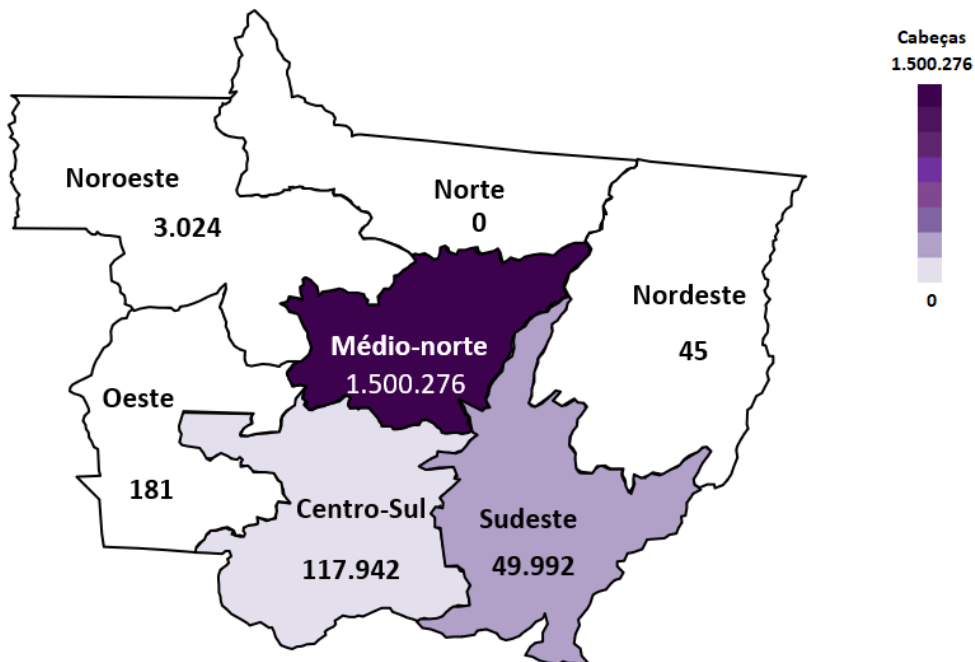 Cabeças
1.500.276
0
Noroeste
3.024
Norte
0
Nordeste
45
Médio-norte
1.500.276
Oeste
181
Centro-Sul
117.942
Sudeste
49.992